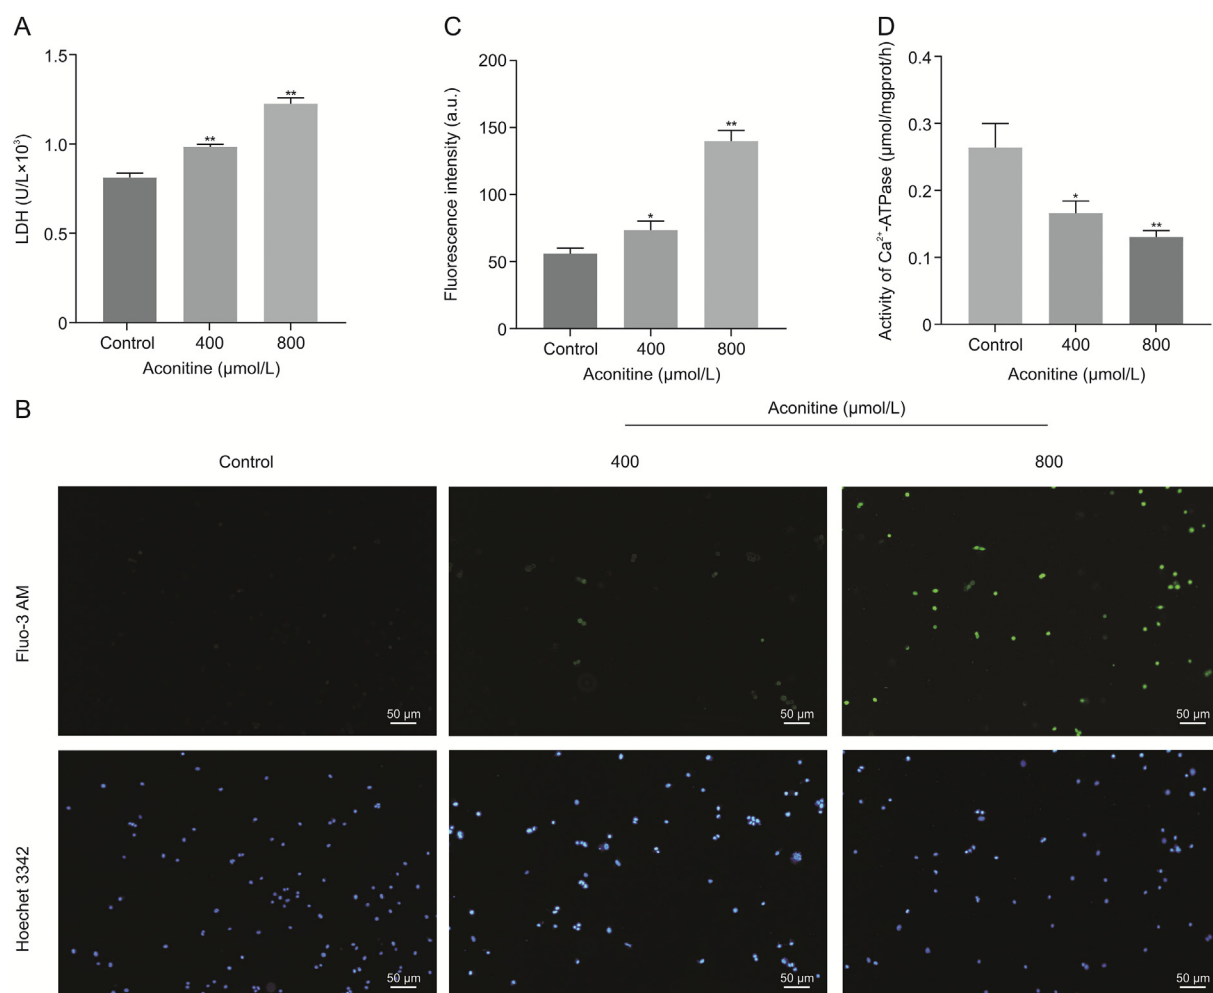 A
LDH (U/L×10³)
1.5
1.0
0.5
0
**
**
Control
400
800
Aconitine (µmol/L)
C
Fluorescence intensity (a.u.)
200
150
100
50
0
*
**
Control
400
800
Aconitine (µmol/L)
D
Activity of Ca²⁺-ATPase (µmol/mgprot/h)
0.4
0.3
0.2
0.1
0
*
**
Control
400
800
Aconitine (µmol/L)
B
Aconitine (µmol/L)
Control
400
800
Fluo-3 AM
50 µm
50 µm
50 µm
Hoechet 3342
50 µm
50 µm
50 µm